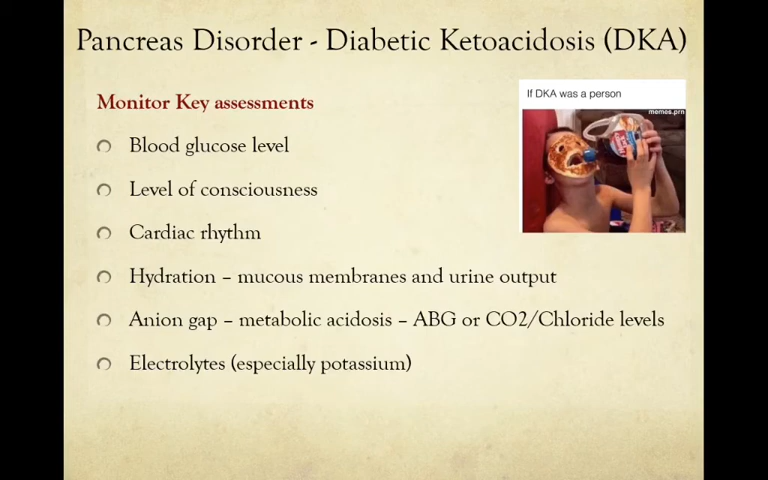 Pancreas Disorder - Diabetic Ketoacidosis (DKA)
Monitor Key assessments
If DKA was a person
memes.prn
Blood glucose level
Level of consciousness
Cardiac rhythm
Hydration – mucous membranes and urine output
Anion gap – metabolic acidosis – ABG or CO2/Chloride levels
Electrolytes (especially potassium)